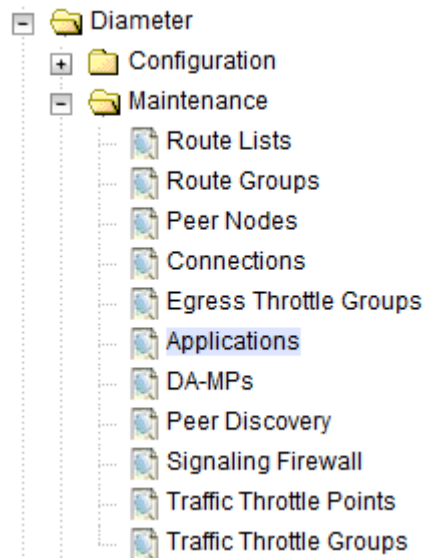 Diameter
Configuration
Maintenance
Route Lists
Route Groups
Peer Nodes
Connections
Egress Throttle Groups
Applications
DA-MPs
Peer Discovery
Signaling Firewall
Traffic Throttle Points
Traffic Throttle Groups